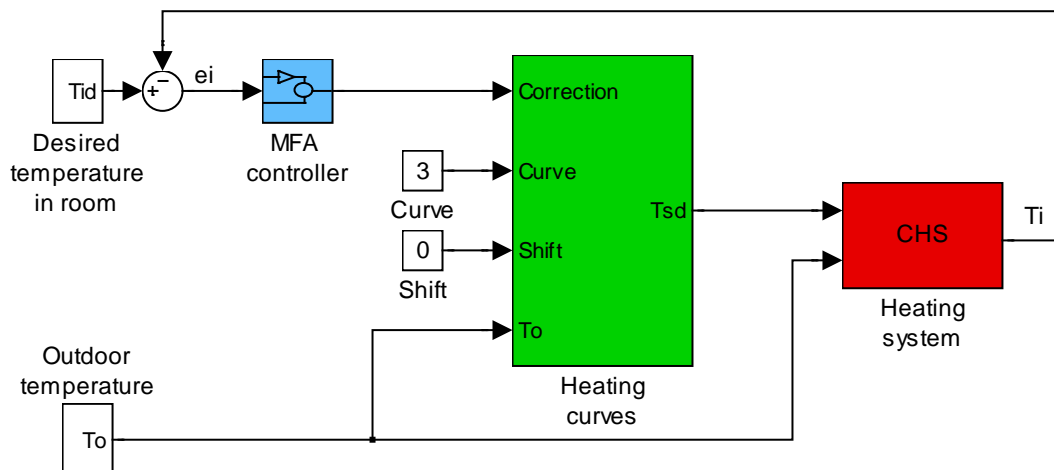 Tid
Desired
temperature
in room
+
−
ei
MFA
controller
3
Curve
0
Shift
Outdoor
temperature
To
Correction
Curve
Shift
To
Tsd
Heating
curves
CHS
Heating
system
Ti